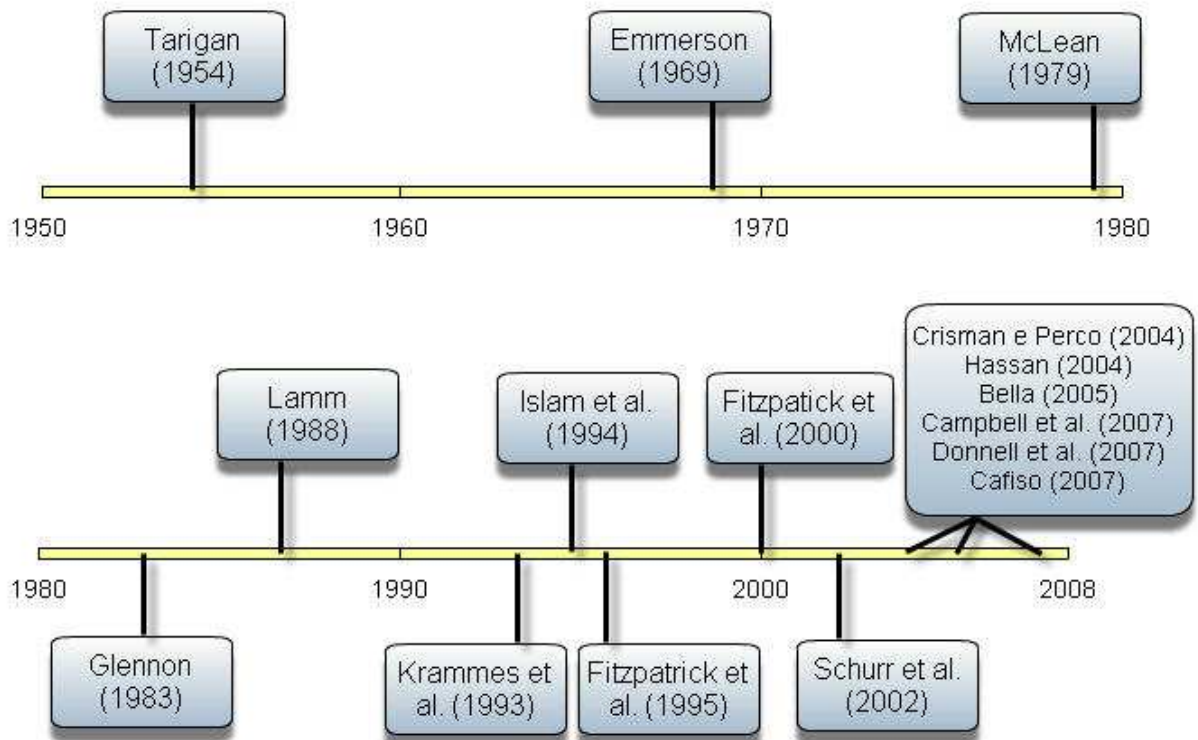 Tarigan
(1954)
Emmerson
(1969)
McLean
(1979)
1950
1960
1970
1980
Crisman e Perco (2004)
Hassan (2004)
Bella (2005)
Campbell et al. (2007)
Donnell et al. (2007)
Cafiso (2007)
Lamm
(1988)
Islam et al.
(1994)
Fitzpatick et
al. (2000)
1980
1990
2000
2008
Glennon
(1983)
Krammes et
al. (1993)
Fitzpatrick et
al. (1995)
Schurr et al.
(2002)